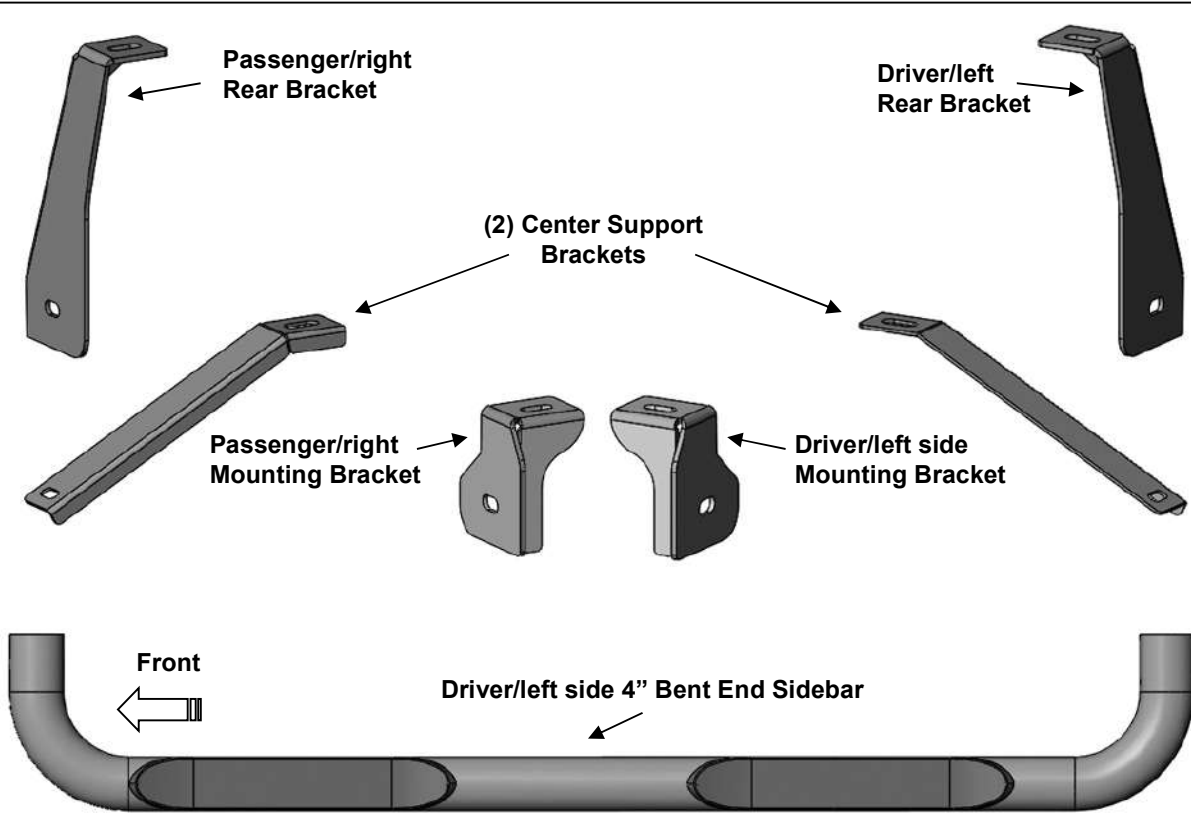 Passenger/right
Rear Bracket
Driver/left
Rear Bracket
(2) Center Support
Brackets
Passenger/right
Mounting Bracket
Driver/left side
Mounting Bracket
Front
Driver/left side 4” Bent End Sidebar